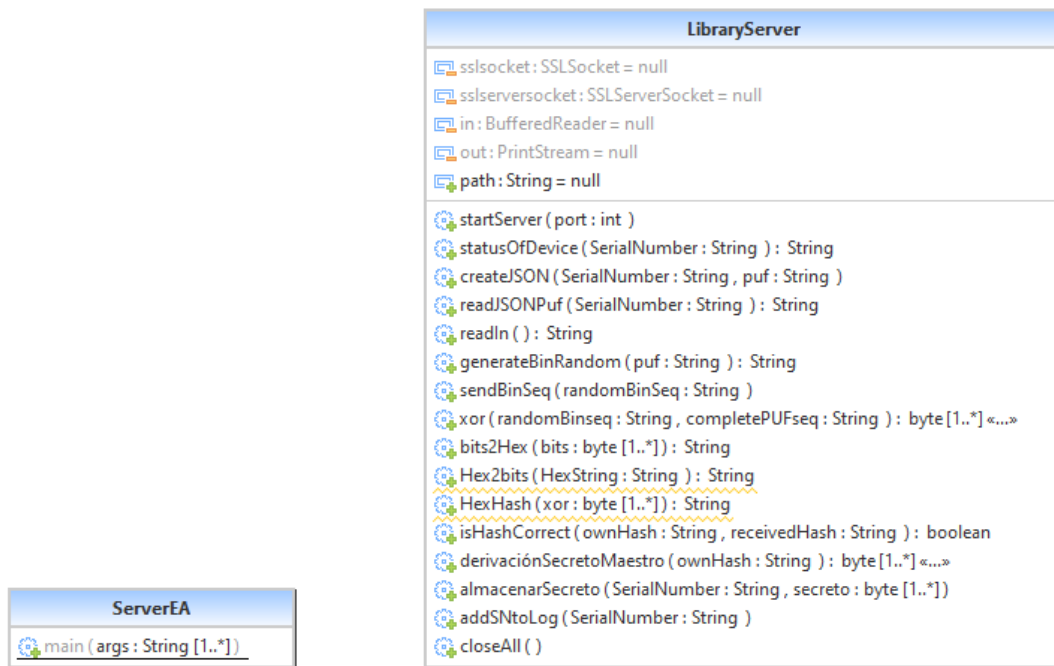 LibraryServer
sslsocket : SSLSocket = null
sslserversocket : SSLServerSocket = null
in : BufferedReader = null
out : PrintStream = null
path : String = null
startServer ( port : int )
statusOfDevice ( SerialNumber : String ) : String
createJSON ( SerialNumber : String , puf : String )
readJSONPuf ( SerialNumber : String ) : String
readIn ( ) : String
generateBinRandom ( puf : String ) : String
sendBinSeq ( randomBinSeq : String )
xor ( randomBinseq : String , completePUFseq : String ) : byte [1..*] «...»
bits2Hex ( bits : byte [1..*] ) : String
Hex2bits ( HexString : String ) : String
HexHash ( xor : byte [1..*] ) : String
isHashCorrect ( ownHash : String , receivedHash : String ) : boolean
derivaciónSecretoMaestro ( ownHash : String ) : byte [1..*] «...»
almacenarSecreto ( SerialNumber : String , secreto : byte [1..*] )
addSNtoLog ( SerialNumber : String )
closeAll ( )
ServerEA
main ( args : String [1..*] )